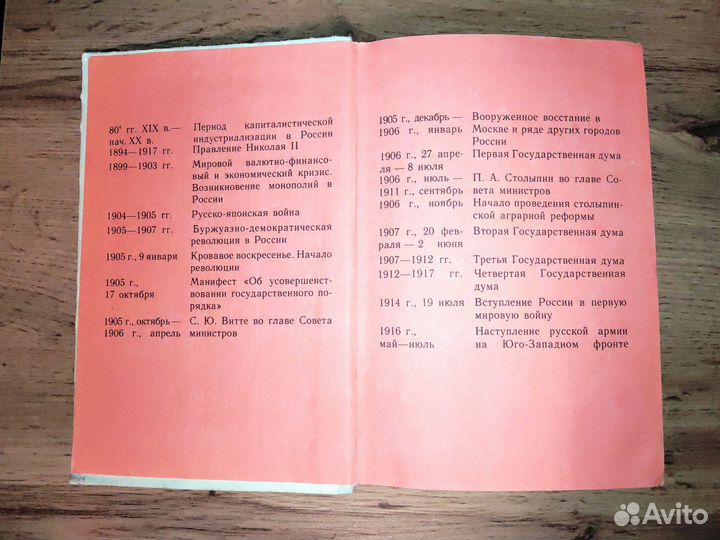 80ᵉ гг. XIX в.— Период капиталистической
нач. XX в. индустриализации в России
1894—1917 гг. Правление Николая II
1899—1903 гг. Мировой валютно-финансо-
вый и экономический кризис.
Возникновение монополий в
России
1904—1905 гг. Русско-японская война
1905—1907 гг. Буржуазно-демократическая
революция в России
1905 г., 9 января Кровавое воскресенье. Начало
революции
1905 г., Манифест «Об усовершенст-
17 октября вовании государственного по-
рядка»
1905 г., октябрь— С. Ю. Витте во главе Совета
1906 г., апрель министров
1905 г., декабрь — Вооруженное восстание в
1906 г., январь Москве и ряде других городов
России
1906 г., 27 апре- Первая Государственная дума
ля — 8 июля
1906 г., июль — П. А. Столыпин во главе Со-
1911 г., сентябрь вета министров
1906 г., ноябрь Начало проведения столыпин-
ской аграрной реформы
1907 г., 20 фев- Вторая Государственная дума
раля — 2 июня
1907—1912 гг. Третья Государственная дума
1912—1917 гг. Четвертая Государственная
дума
1914 г., 19 июля Вступление России в первую
мировую войну
1916 г., Наступление русской армии
май—июль на Юго-Западном фронте
Avito